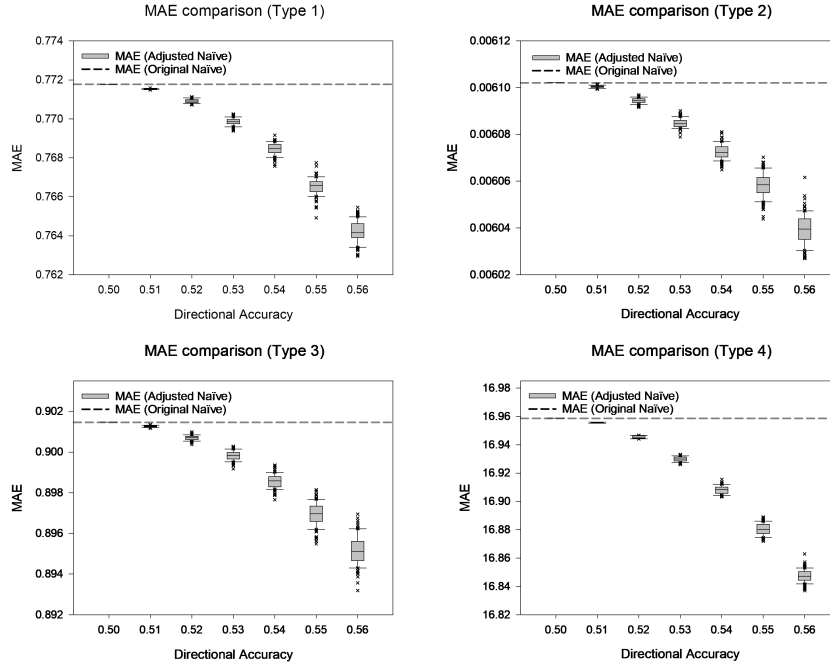 MAE comparison (Type 1)
0.774
0.772
0.770
0.768
0.766
0.764
0.762
MAE
MAE (Adjusted Naïve)
MAE (Original Naïve)
0.50 0.51 0.52 0.53 0.54 0.55 0.56
Directional Accuracy
MAE comparison (Type 2)
0.00612
0.00610
0.00608
0.00606
0.00604
0.00602
MAE
MAE (Adjusted Naïve)
MAE (Original Naïve)
0.50 0.51 0.52 0.53 0.54 0.55 0.56
Directional Accuracy
MAE comparison (Type 3)
0.902
0.900
0.898
0.896
0.894
0.892
MAE
MAE (Adjusted Naïve)
MAE (Original Naïve)
0.50 0.51 0.52 0.53 0.54 0.55 0.56
Directional Accuracy
MAE comparison (Type 4)
16.98
16.96
16.94
16.92
16.90
16.88
16.86
16.84
16.82
MAE
MAE (Adjusted Naïve)
MAE (Original Naïve)
0.50 0.51 0.52 0.53 0.54 0.55 0.56
Directional Accuracy